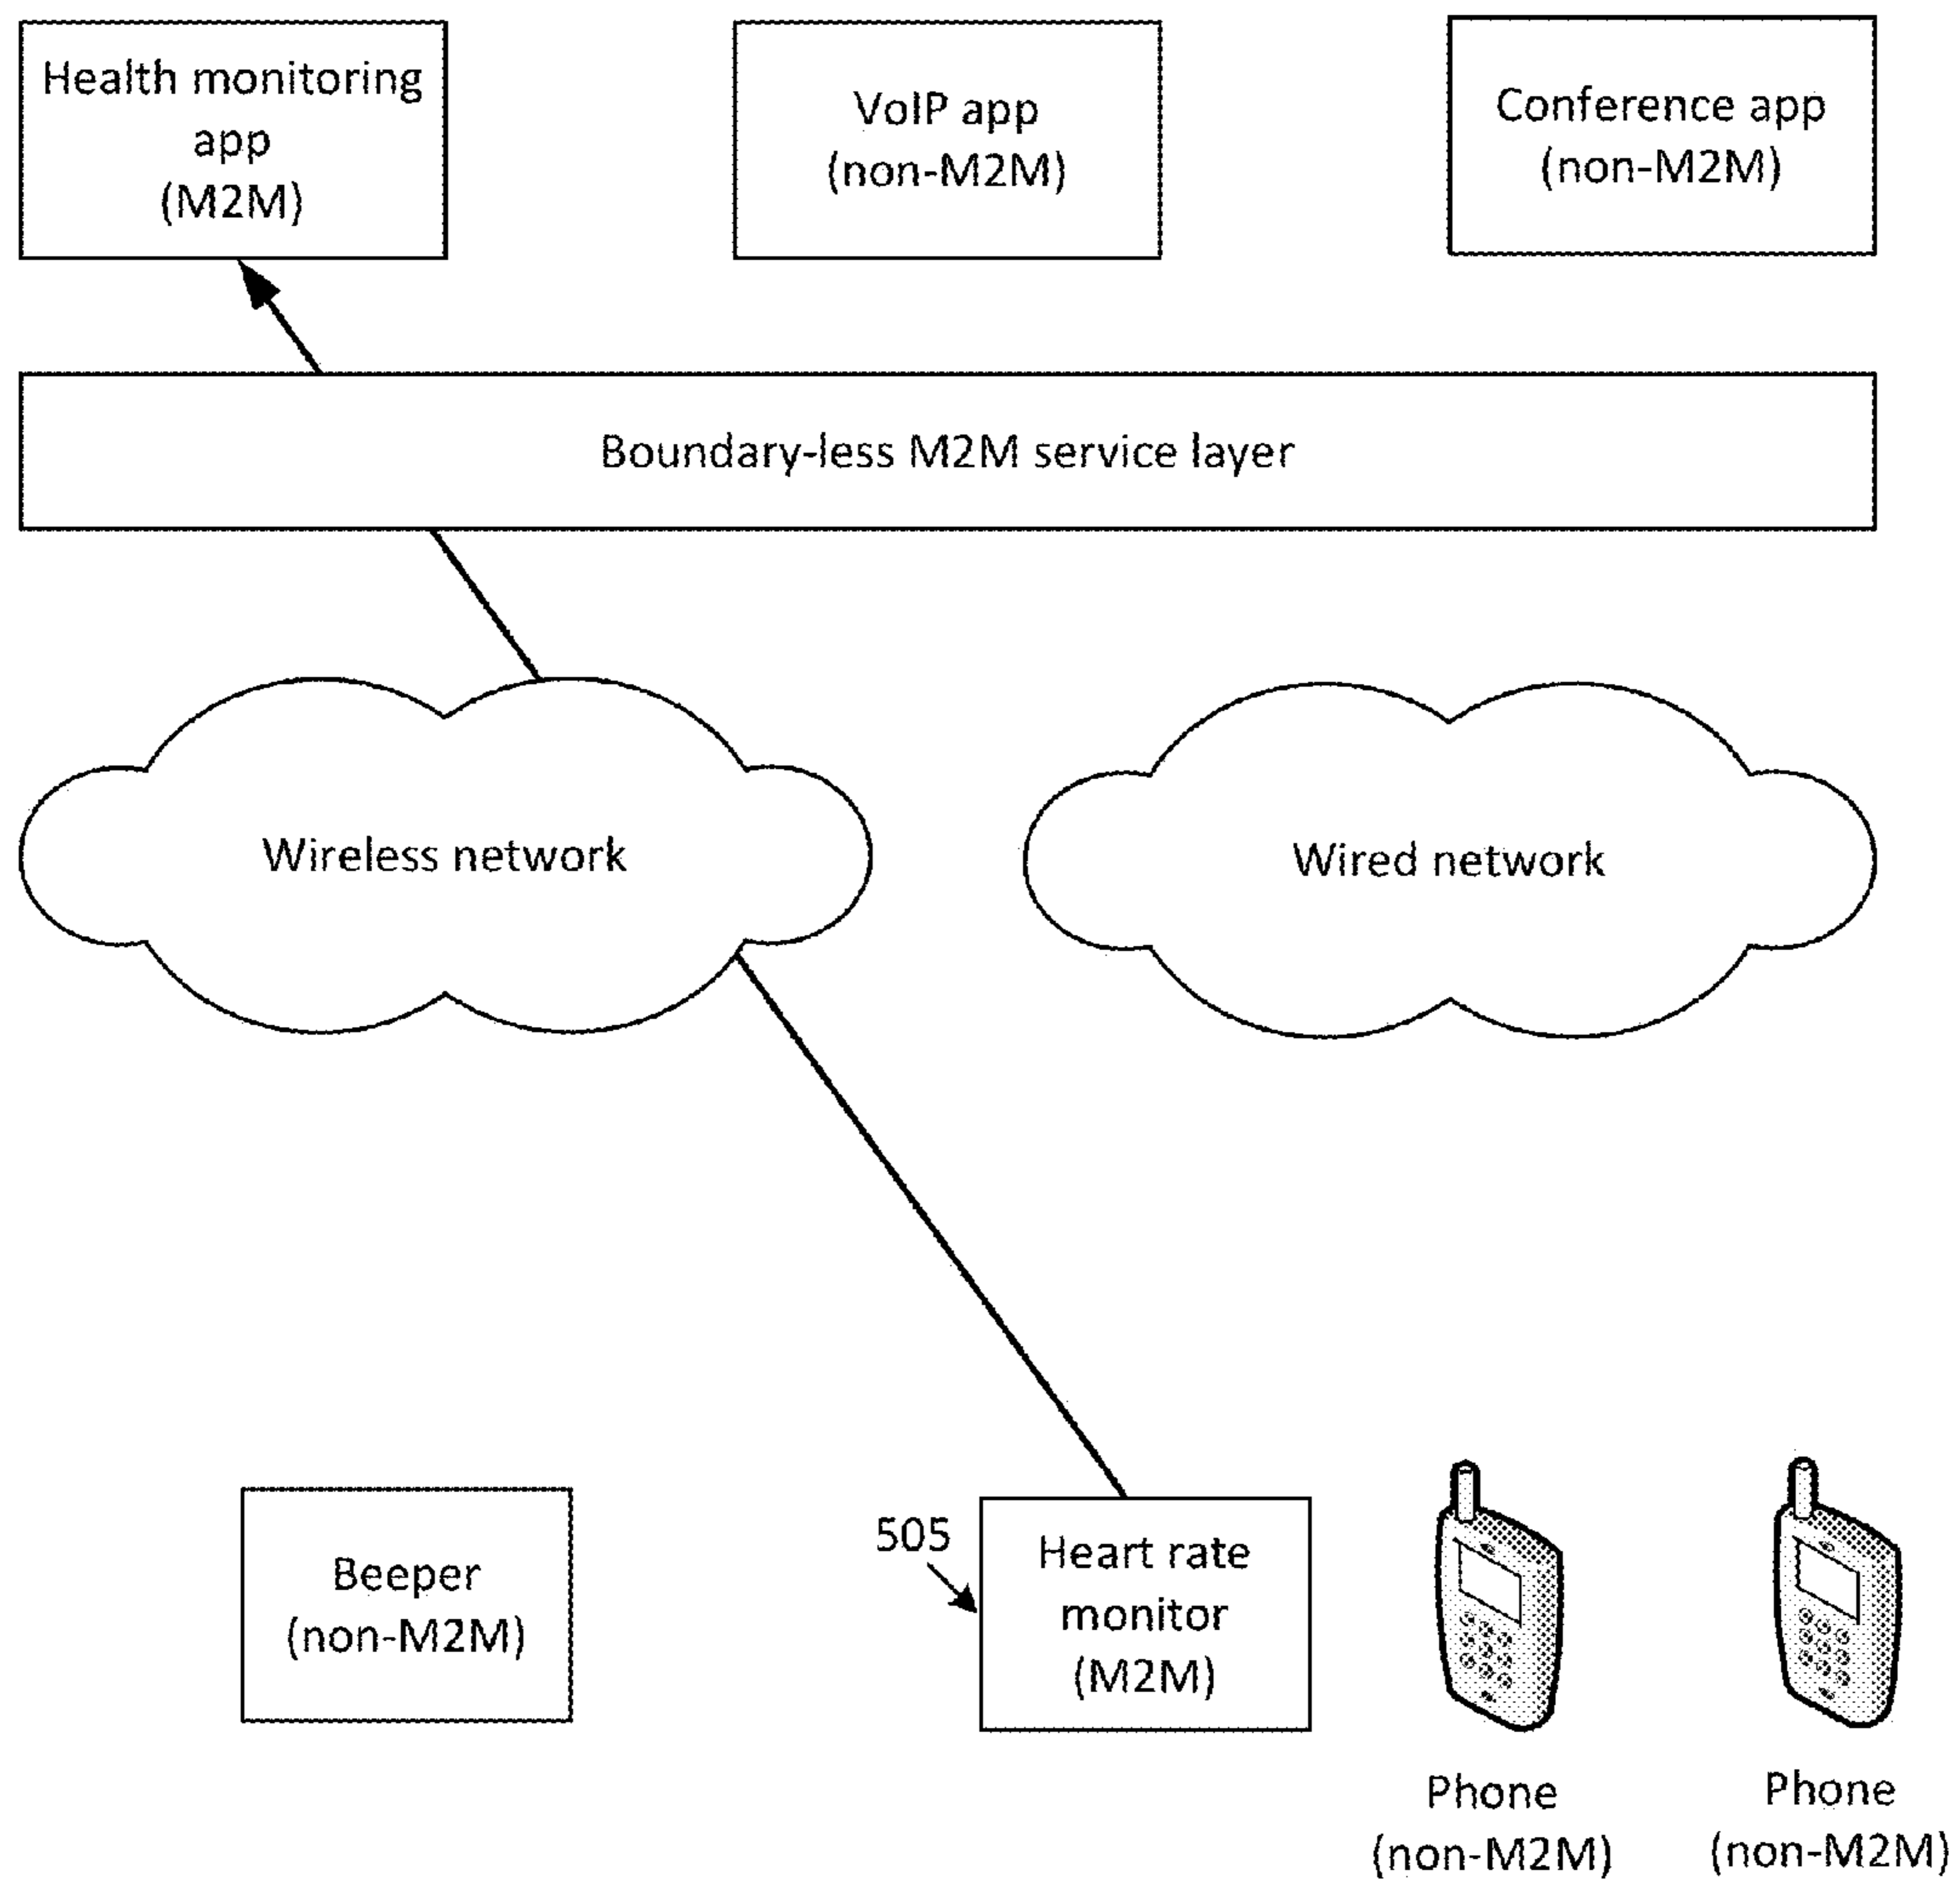 Health monitoring
app
(M2M)
VoIP app
(non-M2M)
Conference app
(non-M2M)
Boundary-less M2M service layer
Wireless network
Wired network
Beeper
(non-M2M)
505
Heart rate
monitor
(M2M)
Phone
(non-M2M)
Phone
(non-M2M)